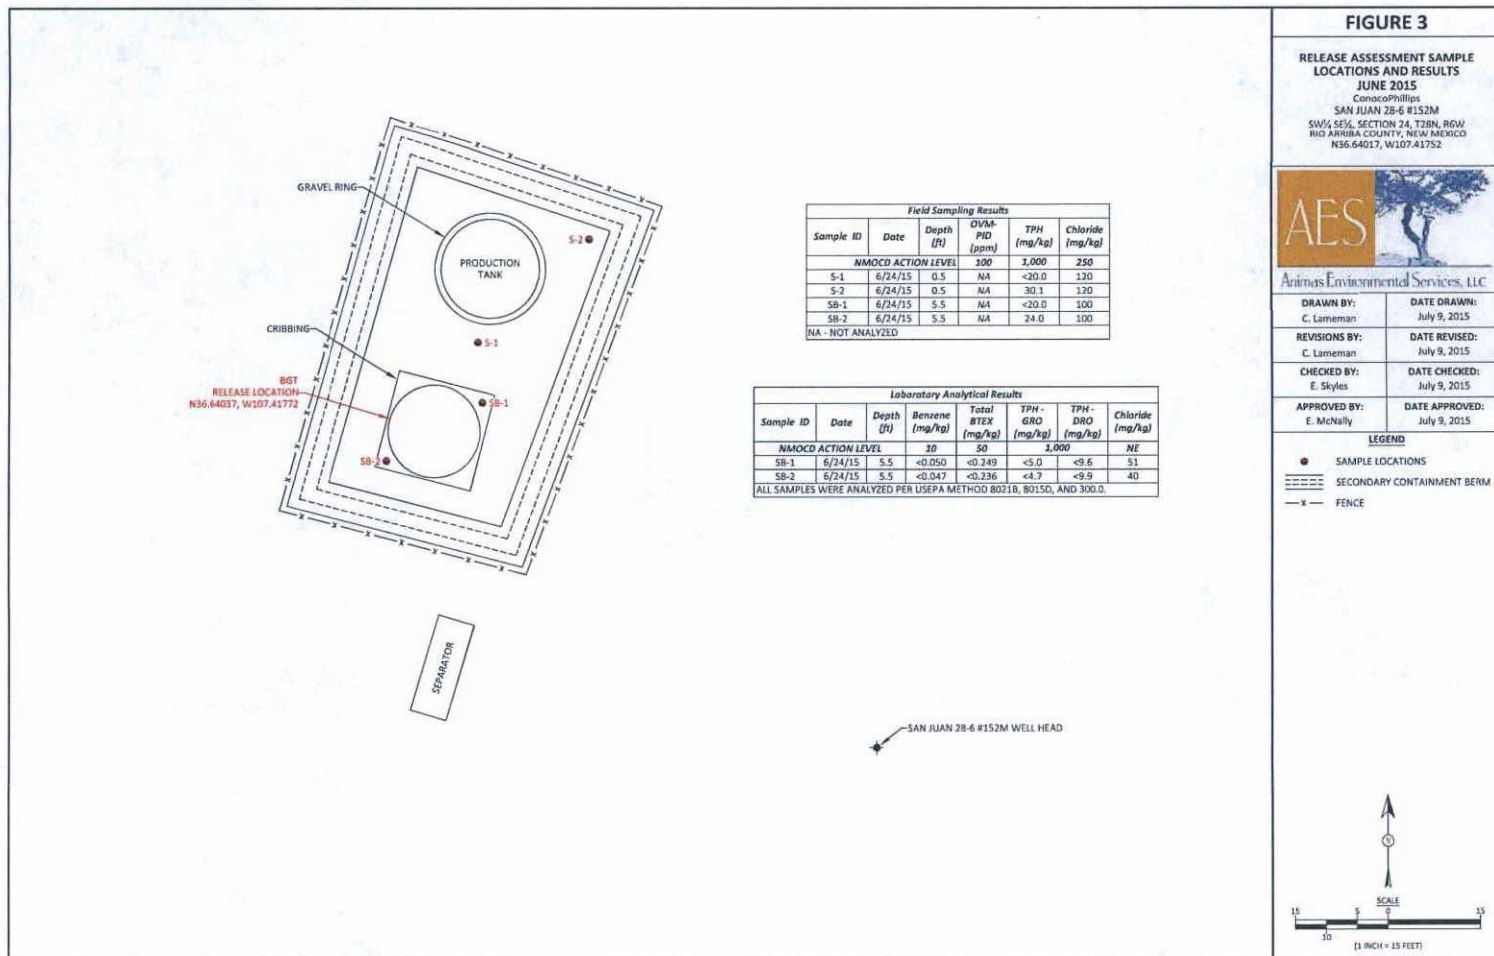 GRAVEL RING
PRODUCTION
TANK
S-2
CRIBBING
S-1
BGT
RELEASE LOCATION
N36.64037, W107.41772
SB-1
SB-2
SEPARATOR
SAN JUAN 28-6 #152M WELL HEAD
Field Sampling Results
Sample ID Date Depth (ft) OVM-PID (ppm) TPH (mg/kg) Chloride (mg/kg)
NMOCD ACTION LEVEL 100 1,000 250
S-1 6/24/15 0.5 NA <20.0 120
S-2 6/24/15 0.5 NA 30.1 120
SB-1 6/24/15 5.5 NA <20.0 100
SB-2 6/24/15 5.5 NA 24.0 100
NA - NOT ANALYZED
Laboratory Analytical Results
Sample ID Date Depth (ft) Benzene (mg/kg) Total BTEX (mg/kg) TPH - GRO (mg/kg) TPH - DRO (mg/kg) Chloride (mg/kg)
NMOCD ACTION LEVEL 10 50 1,000 NE
SB-1 6/24/15 5.5 <0.050 <0.249 <5.0 <9.6 51
SB-2 6/24/15 5.5 <0.047 <0.236 <4.7 <9.9 40
ALL SAMPLES WERE ANALYZED PER USEPA METHOD 8021B, 8015D, AND 300.0.
FIGURE 3
RELEASE ASSESSMENT SAMPLE
LOCATIONS AND RESULTS
JUNE 2015
ConocoPhillips
SAN JUAN 28-6 #152M
SW¼ SE¼, SECTION 24, T28N, R6W
RIO ARRIBA COUNTY, NEW MEXICO
N36.64017, W107.41752
AES
Animas Environmental Services, LLC
DRAWN BY: DATE DRAWN:
C. Lameman July 9, 2015
REVISIONS BY: DATE REVISED:
C. Lameman July 9, 2015
CHECKED BY: DATE CHECKED:
E. Skyles July 9, 2015
APPROVED BY: DATE APPROVED:
E. McNally July 9, 2015
LEGEND
SAMPLE LOCATIONS
SECONDARY CONTAINMENT BERM
X FENCE
N
SCALE
15 5 0 15
10
(1 INCH = 15 FEET)